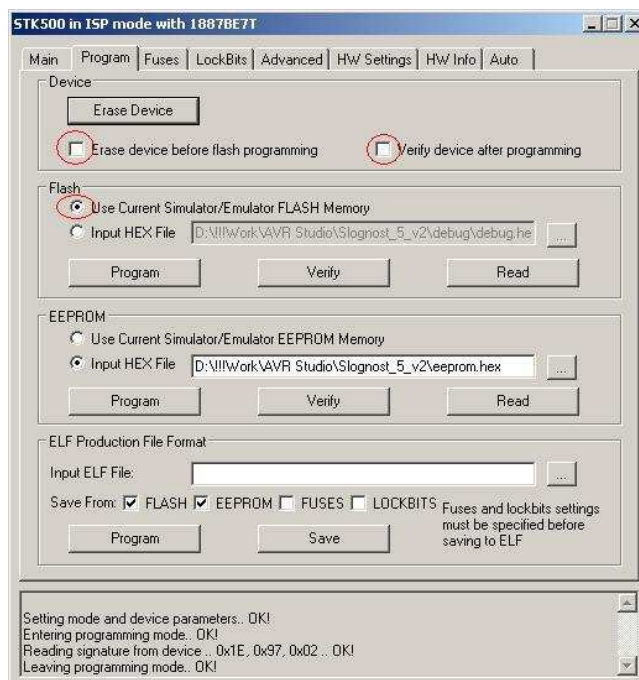 STK500 in ISP mode with 1887BE7T
Main Program Fuses LockBits Advanced HW Settings HW Info Auto
Device
Erase Device
Erase device before flash programming Verify device after programming
Flash
Use Current Simulator/Emulator FLASH Memory
Input HEX File D:\!!!Work\AVR Studio\Slognost_5_v2\debug\debug.he ...
Program Verify Read
EEPROM
Use Current Simulator/Emulator EEPROM Memory
Input HEX File D:\!!!Work\AVR Studio\Slognost_5_v2\eeprom.hex ...
Program Verify Read
ELF Production File Format
Input ELF File: ...
Save From: FLASH EEPROM FUSES LOCKBITS Fuses and lockbits settings
must be specified before
saving to ELF
Program Save
Setting mode and device parameters.. OK!
Entering programming mode.. OK!
Reading signature from device .. 0x1E, 0x97, 0x02 .. OK!
Leaving programming mode.. OK!